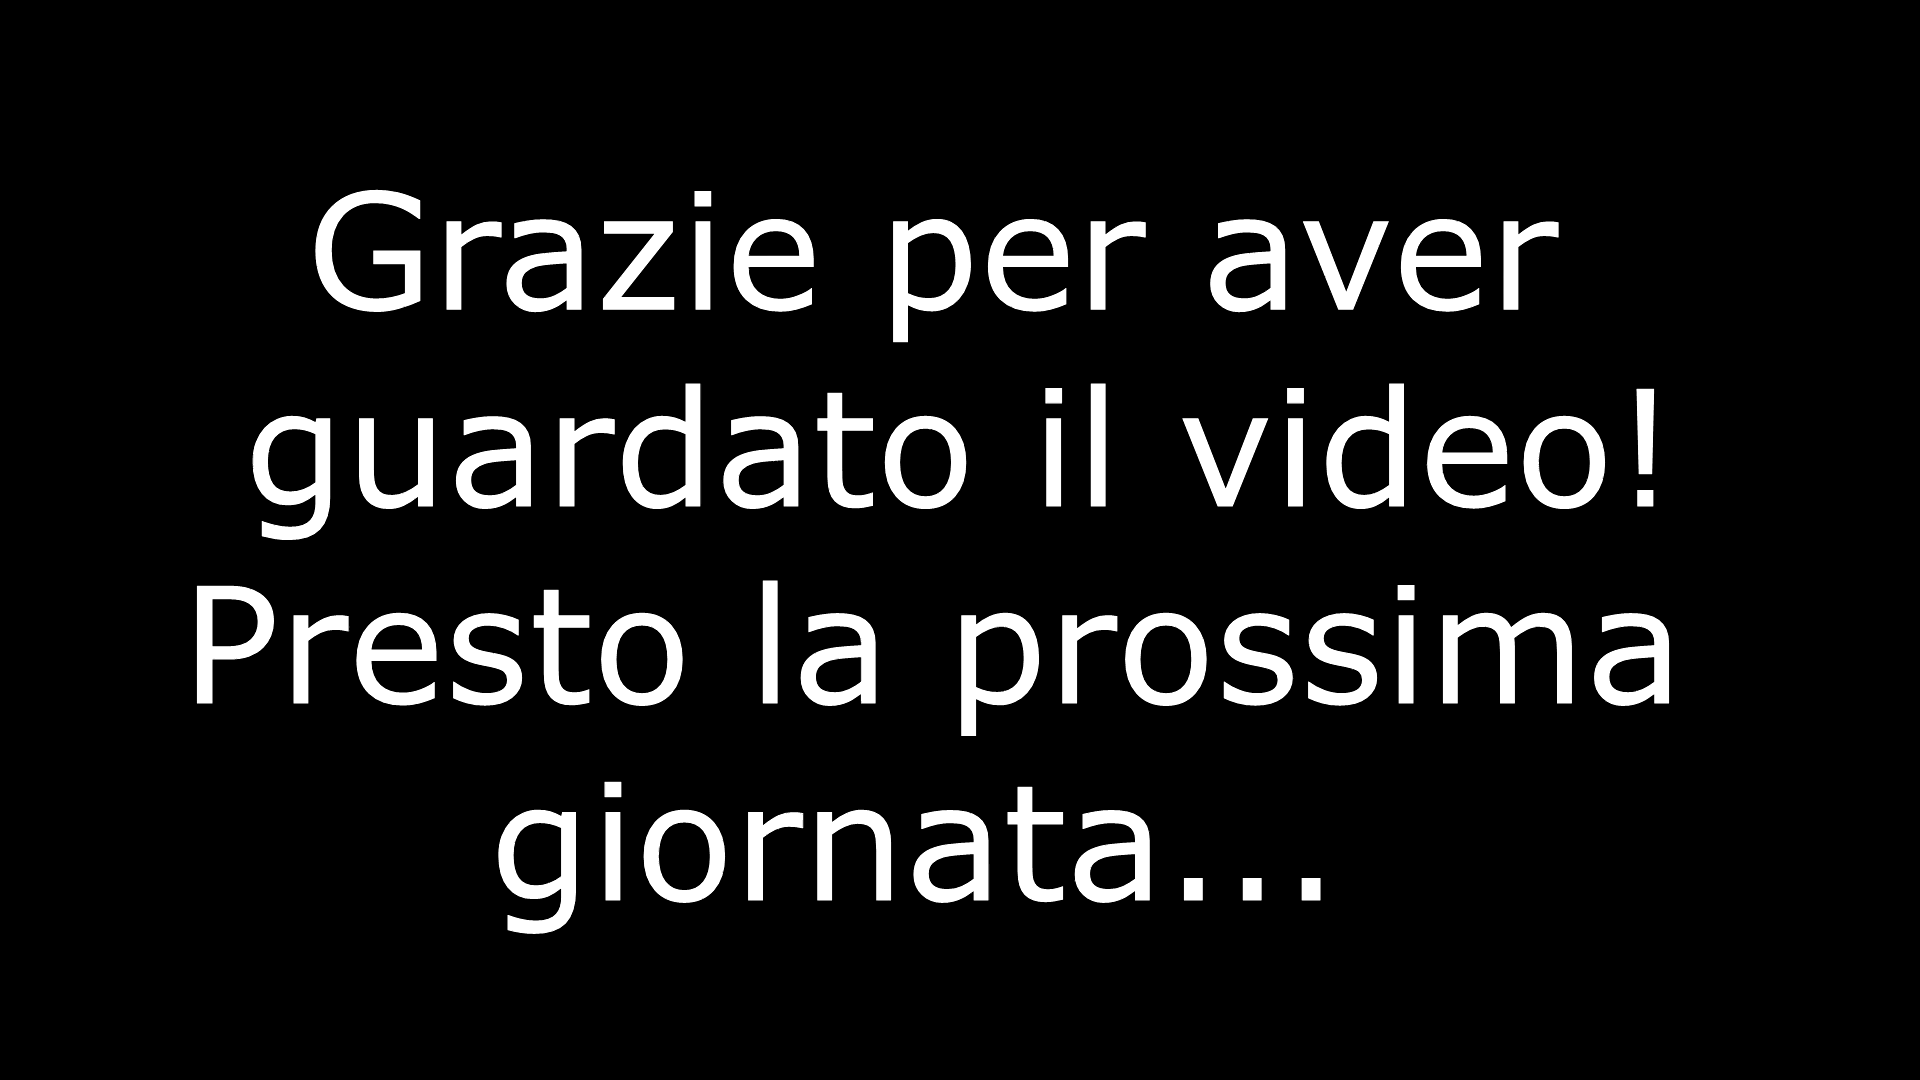 Grazie per aver
guardato il video!
Presto la prossima
giornata...